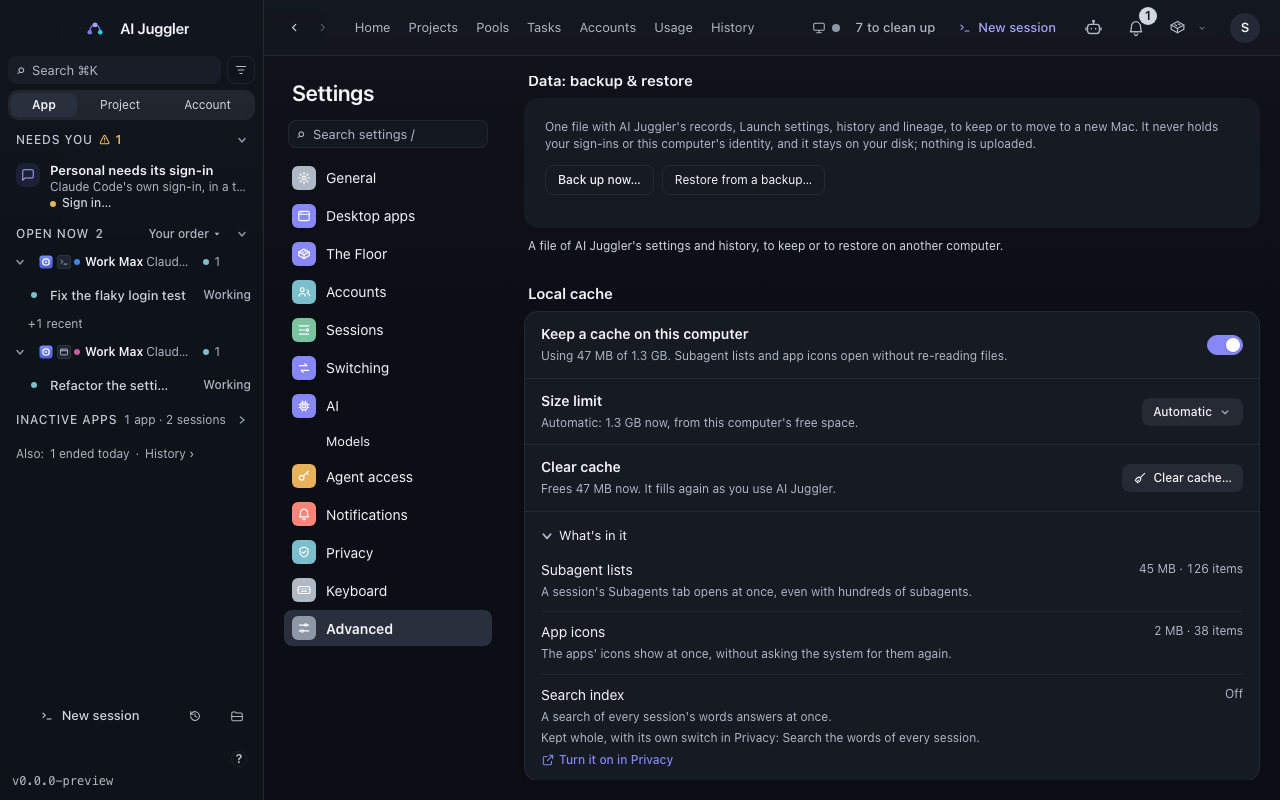 AI Juggler
Search ⌘K
App
Project
Account
NEEDS YOU 1
Personal needs its sign-in
Claude Code's own sign-in, in a t…
Sign in…
OPEN NOW 2
Your order
Work Max Claud… 1
Fix the flaky login test Working
+1 recent
Work Max Claud… 1
Refactor the setti… Working
INACTIVE APPS 1 app · 2 sessions
Also: 1 ended today · History ›
New session
?
v0.0.0-preview
Home
Projects
Pools
Tasks
Accounts
Usage
History
7 to clean up
New session
1
S
Settings
Search settings /
General
Desktop apps
The Floor
Accounts
Sessions
Switching
AI
Models
Agent access
Notifications
Privacy
Keyboard
Advanced
Data: backup & restore
One file with AI Juggler's records, Launch settings, history and lineage, to keep or to move to a new Mac. It never holds
your sign-ins or this computer's identity, and it stays on your disk; nothing is uploaded.
Back up now…
Restore from a backup…
A file of AI Juggler's settings and history, to keep or to restore on another computer.
Local cache
Keep a cache on this computer
Using 47 MB of 1.3 GB. Subagent lists and app icons open without re-reading files.
Size limit
Automatic: 1.3 GB now, from this computer's free space.
Automatic
Clear cache
Frees 47 MB now. It fills again as you use AI Juggler.
Clear cache…
What's in it
Subagent lists
45 MB · 126 items
A session's Subagents tab opens at once, even with hundreds of subagents.
App icons
2 MB · 38 items
The apps' icons show at once, without asking the system for them again.
Search index
Off
A search of every session's words answers at once.
Kept whole, with its own switch in Privacy: Search the words of every session.
Turn it on in Privacy